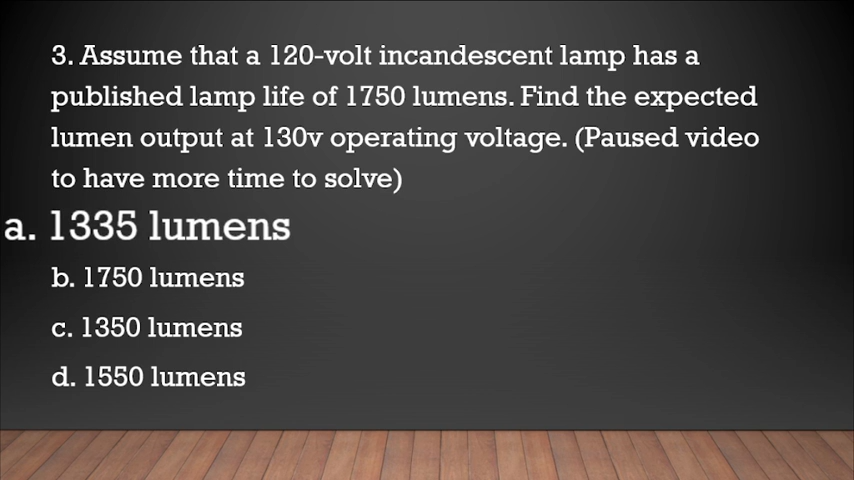 3. Assume that a 120-volt incandescent lamp has a
published lamp life of 1750 lumens. Find the expected
lumen output at 130v operating voltage. (Paused video
to have more time to solve)
a. 1335 lumens
b. 1750 lumens
c. 1350 lumens
d. 1550 lumens